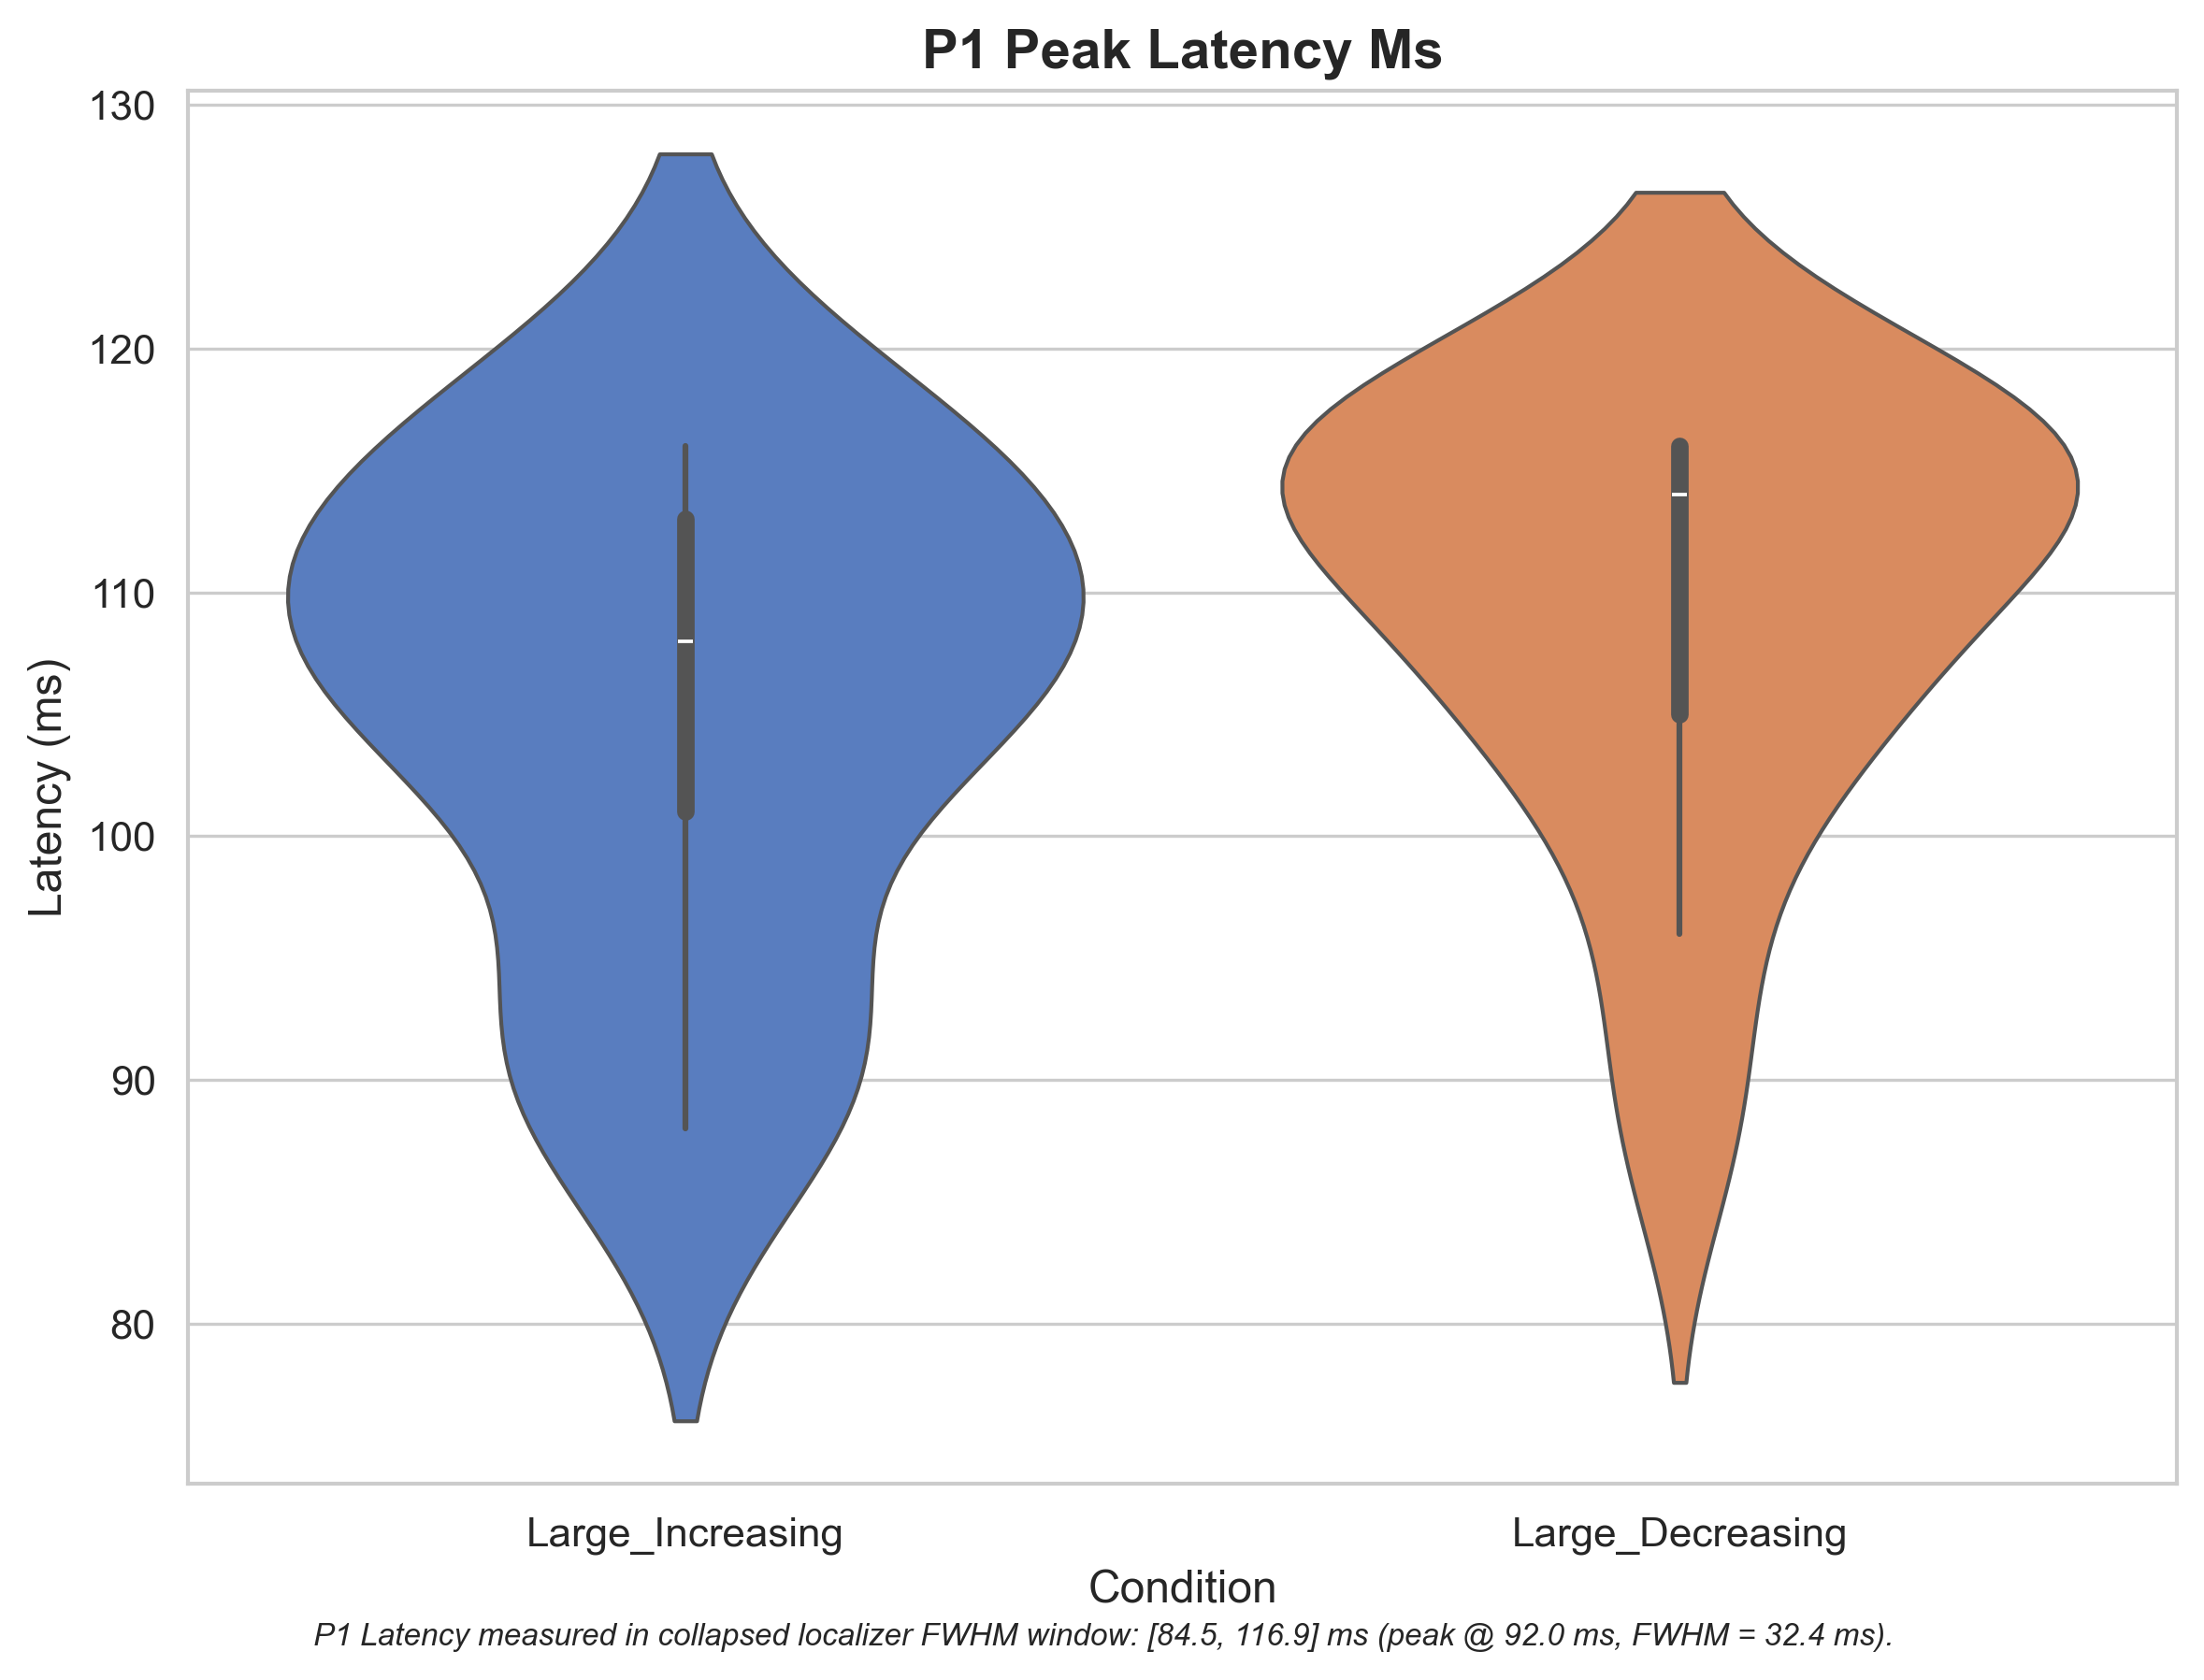 P1 Peak Latency Ms
130
120
110
100
90
80
Latency (ms)
Large_Increasing
Large_Decreasing
Condition
P1 Latency measured in collapsed localizer FWHM window: [84.5, 116.9] ms (peak @ 92.0 ms, FWHM = 32.4 ms).